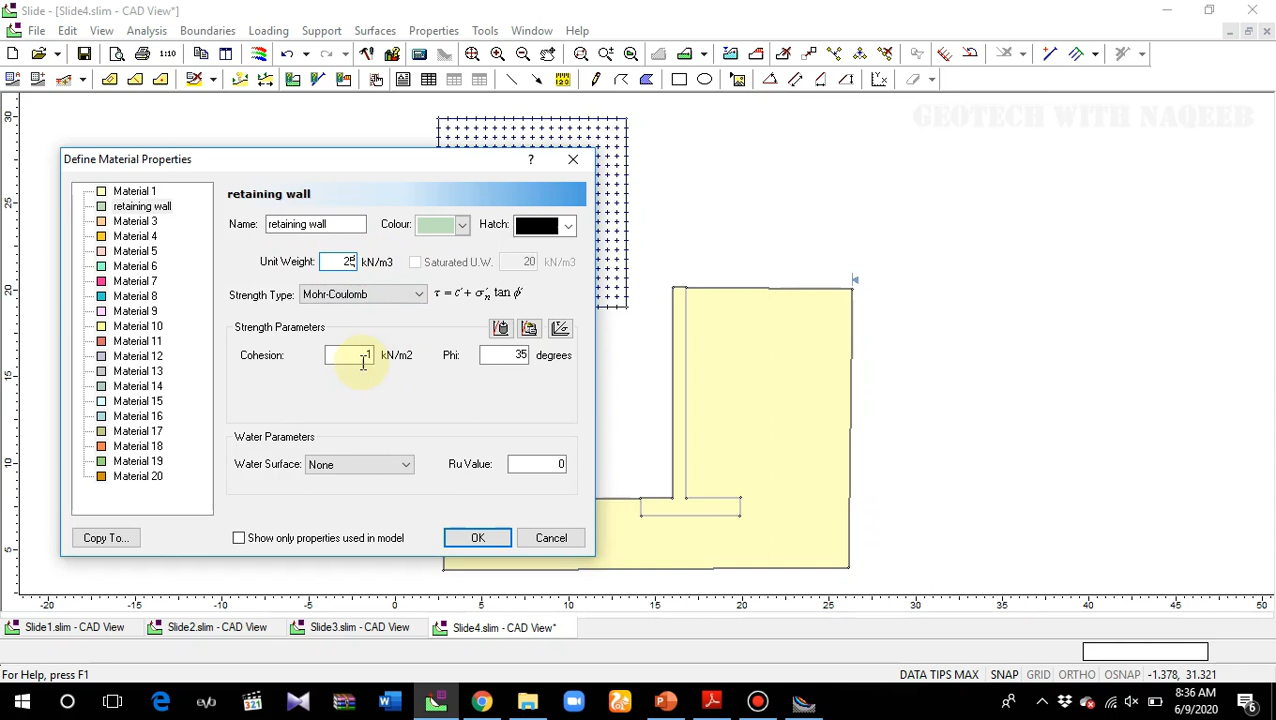 Slide - [Slide4.slim - CAD View*]
File Edit View Analysis Boundaries Loading Support Surfaces Properties Tools Window Help
1:10
GEOTECH WITH NAQEEB
Define Material Properties
Material 1
retaining wall
Material 3
Material 4
Material 5
Material 6
Material 7
Material 8
Material 9
Material 10
Material 11
Material 12
Material 13
Material 14
Material 15
Material 16
Material 17
Material 18
Material 19
Material 20
retaining wall
Name: retaining wall Colour: Hatch:
Unit Weight: 25 kN/m3 Saturated U.W. 20 kN/m3
Strength Type: Mohr-Coulomb τ = c' + σ'n tan φ'
Strength Parameters
Cohesion: 1 kN/m2 Phi: 35 degrees
Water Parameters
Water Surface: None Ru Value: 0
Copy To... Show only properties used in model OK Cancel
30
25
20
15
10
5
-20 -15 -10 -5 0 5 10 15 20 25 30 35 40 45 50
Slide1.slim - CAD View Slide2.slim - CAD View Slide3.slim - CAD View Slide4.slim - CAD View*
For Help, press F1 DATA TIPS MAX SNAP GRID ORTHO OSNAP -1.378, 31.321
8:36 AM
6/9/2020
6